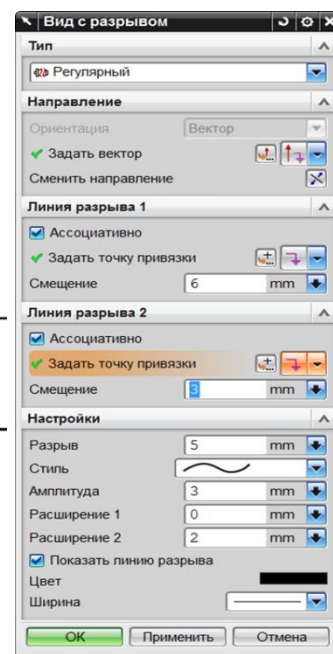 Вид с разрывом
Тип
Регулярный
Направление
Ориентация Вектор
Задать вектор
Сменить направление
Линия разрыва 1
Ассоциативно
Задать точку привязки
Смещение 6 mm
Линия разрыва 2
Ассоциативно
Задать точку привязки
Смещение 3 mm
Настройки
Разрыв 5 mm
Стиль
Амплитуда 3 mm
Расширение 1 0 mm
Расширение 2 2 mm
Показать линию разрыва
Цвет
Ширина
OK Применить Отмена